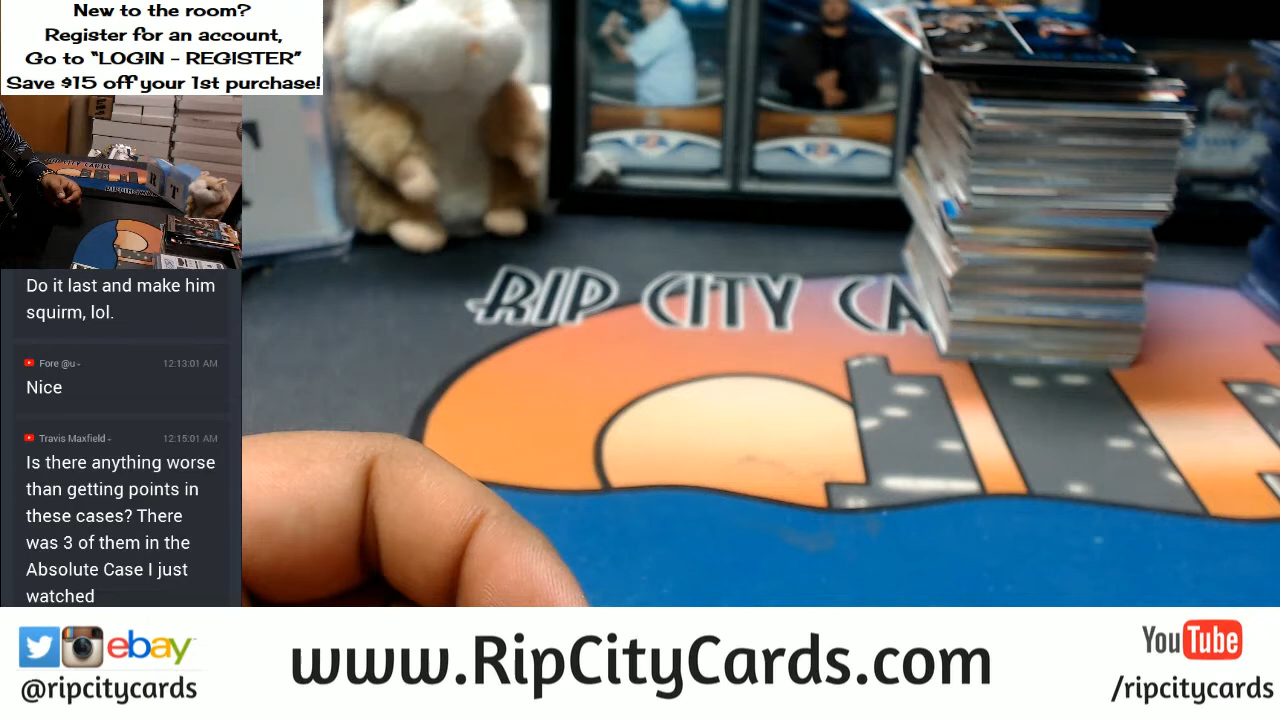 New to the room?
Register for an account,
Go to “LOGIN - REGISTER”
Save $15 off your 1st purchase!
RIP CITY CA
Do it last and make him
squirm, lol.
Fore @u-
12:13:01 AM
Nice
Travis Maxfield -
12:15:01 AM
Is there anything worse
than getting points in
these cases? There
was 3 of them in the
Absolute Case I just
watched
ebay
@ripcitycards
www.RipCityCards.com
YouTube
/ripcitycards